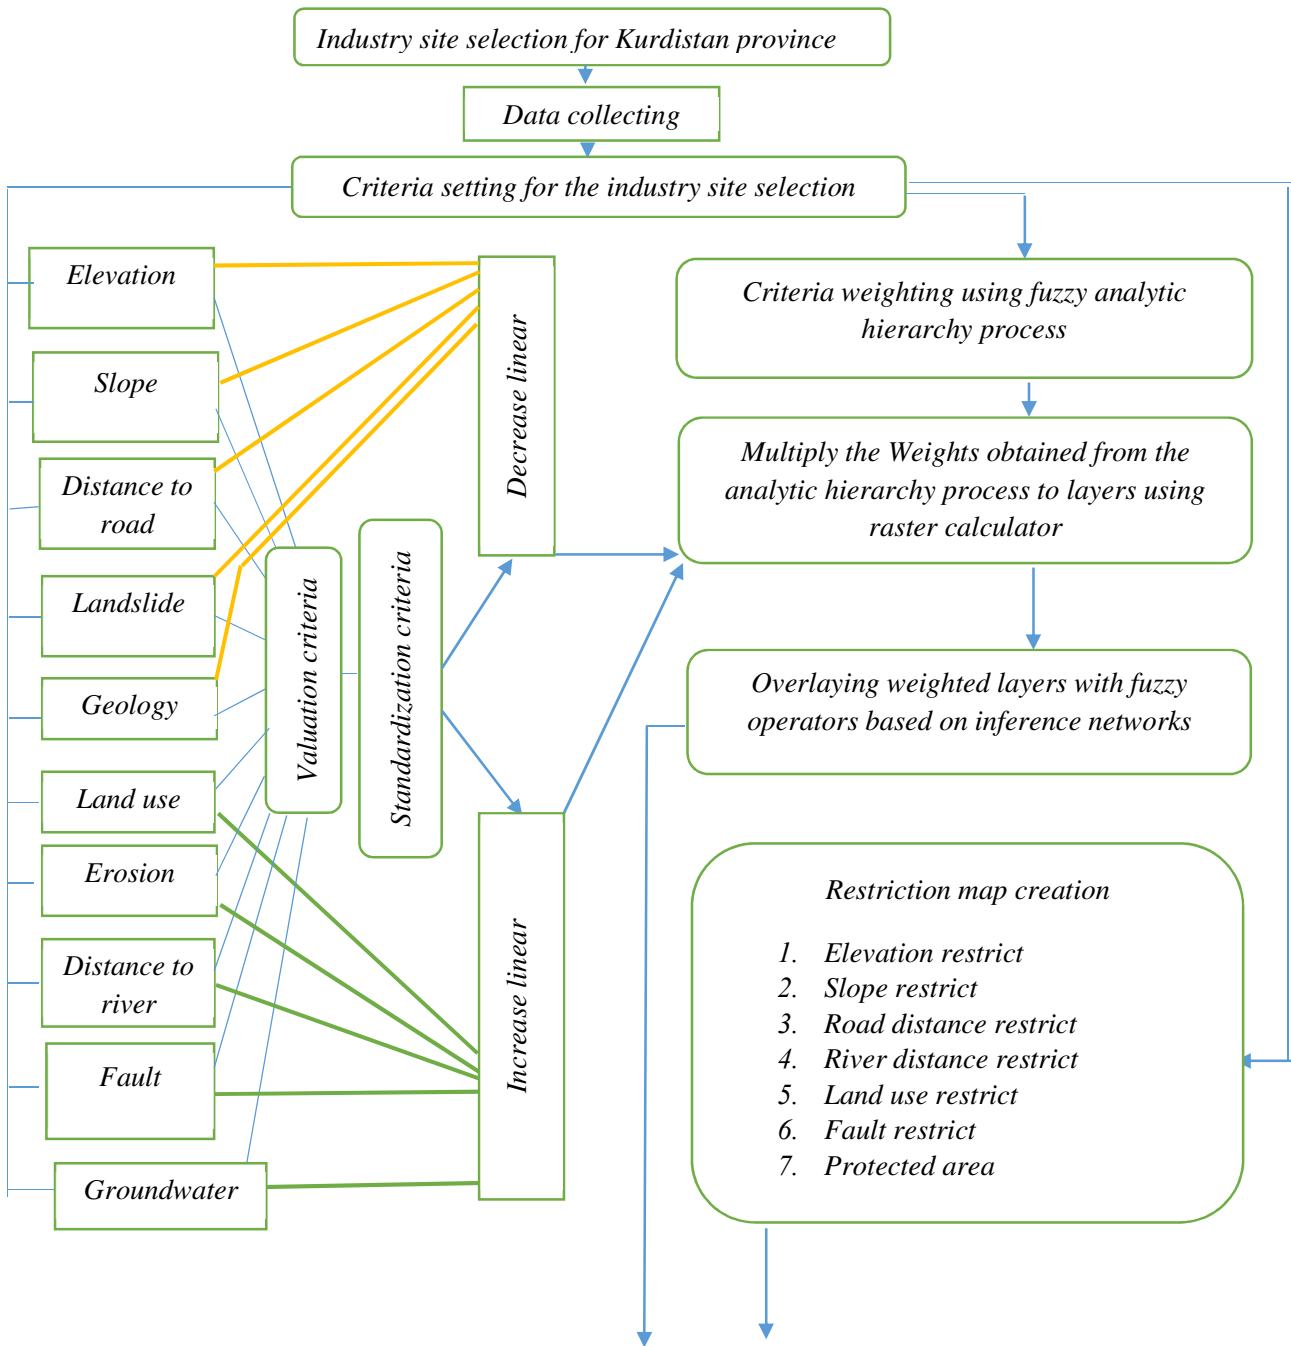 Industry site selection for Kurdistan province
Data collecting
Criteria setting for the industry site selection
Elevation
Slope
Distance to
road
Landslide
Geology
Land use
Erosion
Distance to
river
Fault
Groundwater
Valuation criteria
Standardization criteria
Decrease linear
Increase linear
Criteria weighting using fuzzy analytic
hierarchy process
Multiply the Weights obtained from the
analytic hierarchy process to layers using
raster calculator
Overlaying weighted layers with fuzzy
operators based on inference networks
Restriction map creation
1. Elevation restrict
2. Slope restrict
3. Road distance restrict
4. River distance restrict
5. Land use restrict
6. Fault restrict
7. Protected area